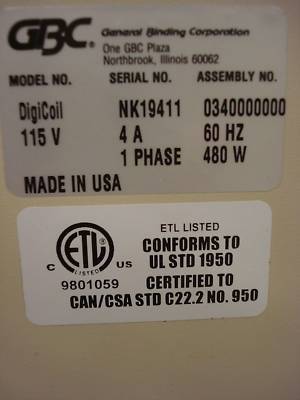 GBC. General Binding Corporation
One GBC Plaza
Northbrook, Illinois 60062
MODEL NO. SERIAL NO. ASSEMBLY NO.
DigiCoil NK19411 0340000000
115 V 4 A 60 HZ
1 PHASE 480 W
MADE IN USA
ETL LISTED
CONFORMS TO
UL STD 1950
C ETL LISTED US
9801059
CERTIFIED TO
CAN/CSA STD C22.2 NO. 950